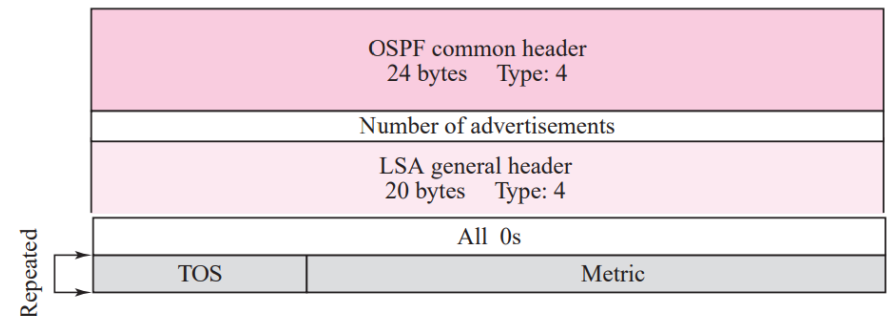 OSPF common header
24 bytes Type: 4
Number of advertisements
LSA general header
20 bytes Type: 4
All 0s
Repeated
TOS Metric